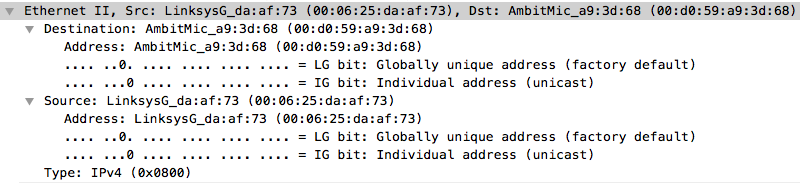 Ethernet II, Src: LinksysG_da:af:73 (00:06:25:da:af:73), Dst: AmbitMic_a9:3d:68 (00:d0:59:a9:3d:68)
Destination: AmbitMic_a9:3d:68 (00:d0:59:a9:3d:68)
Address: AmbitMic_a9:3d:68 (00:d0:59:a9:3d:68)
.... ..0. .... .... .... .... = LG bit: Globally unique address (factory default)
.... ...0 .... .... .... .... = IG bit: Individual address (unicast)
Source: LinksysG_da:af:73 (00:06:25:da:af:73)
Address: LinksysG_da:af:73 (00:06:25:da:af:73)
.... ..0. .... .... .... .... = LG bit: Globally unique address (factory default)
.... ...0 .... .... .... .... = IG bit: Individual address (unicast)
Type: IPv4 (0x0800)